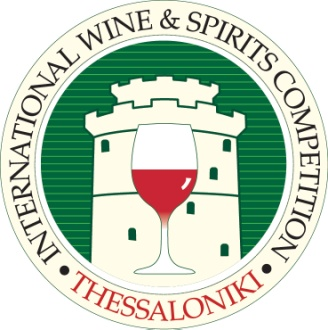 • INTERNATIONAL WINE & SPIRITS COMPETITION •
THESSALONIKI